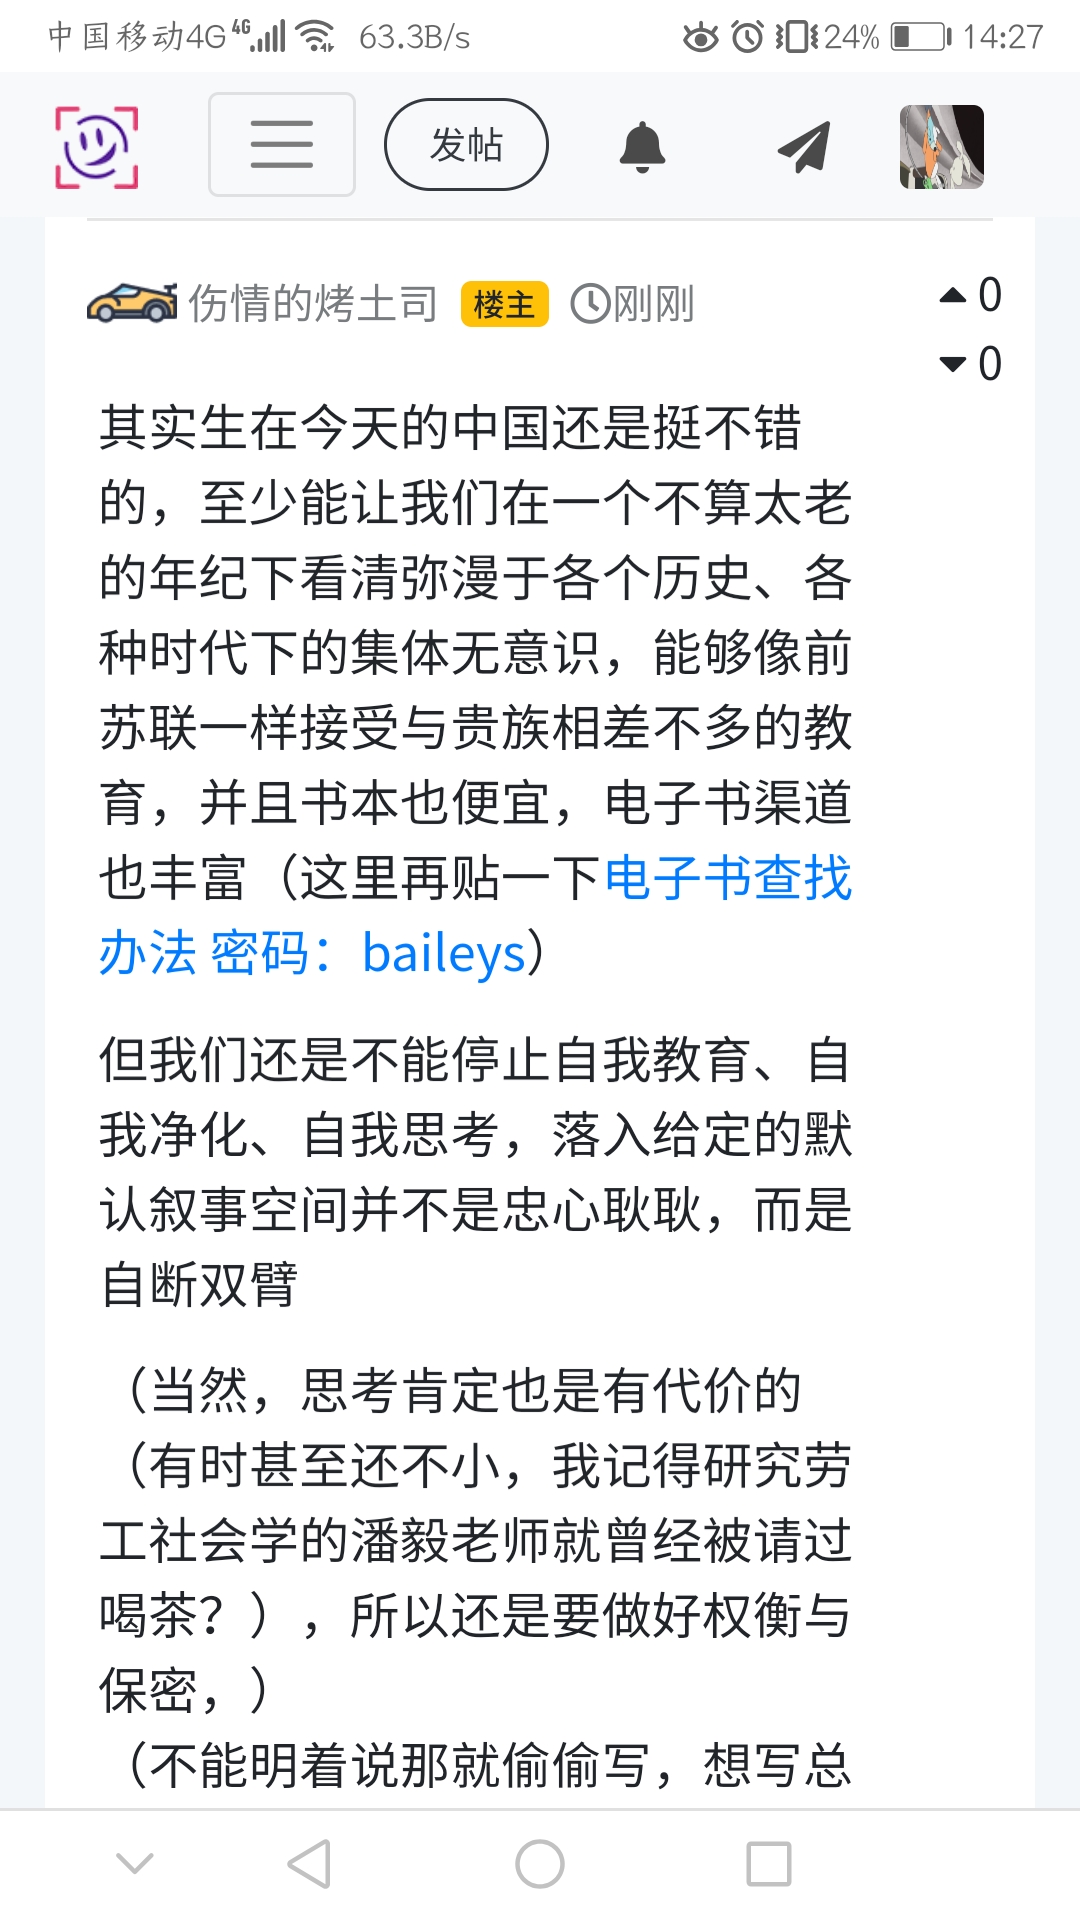 中国移动4G 4G 63.3B/s 24% 14:27
发帖
伤情的烤土司 楼主 刚刚 0
0
其实生在今天的中国还是挺不错
的，至少能让我们在一个不算太老
的年纪下看清弥漫于各个历史、各
种时代下的集体无意识，能够像前
苏联一样接受与贵族相差不多的教
育，并且书本也便宜，电子书渠道
也丰富（这里再贴一下电子书查找
办法 密码：baileys）
但我们还是不能停止自我教育、自
我净化、自我思考，落入给定的默
认叙事空间并不是忠心耿耿，而是
自断双臂
（当然，思考肯定也是有代价的
（有时甚至还不小，我记得研究劳
工社会学的潘毅老师就曾经被请过
喝茶？），所以还是要做好权衡与
保密，）
（不能明着说那就偷偷写，想写总